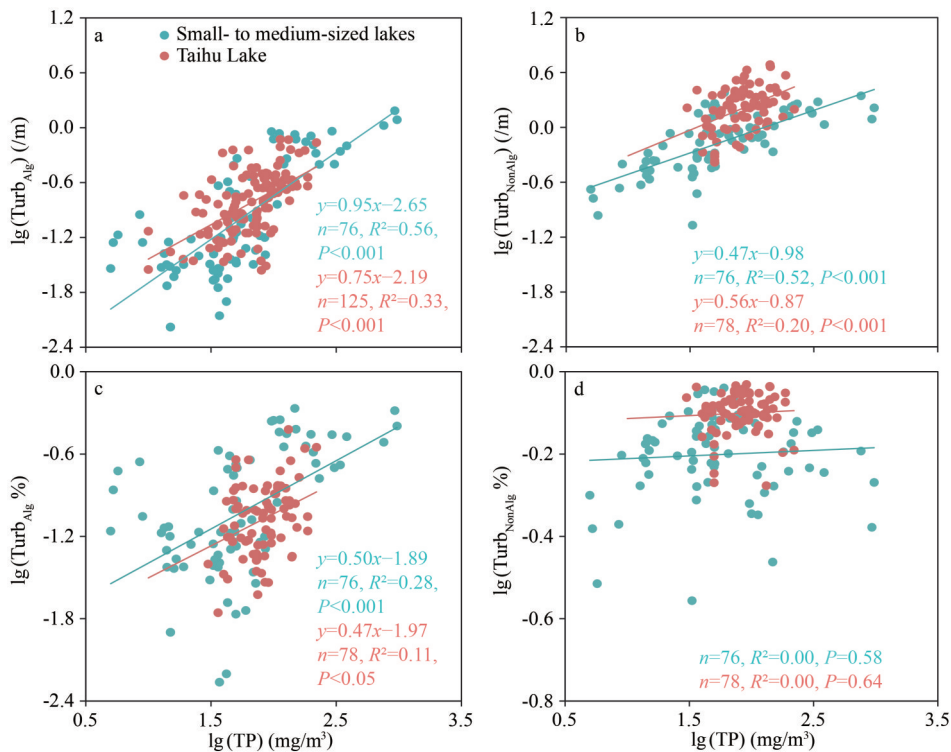 a
Small- to medium-sized lakes
Taihu Lake
lg(Turb_Alg) (/m)
1.2
0.6
0.0
-0.6
-1.2
-1.8
-2.4
y=0.95x−2.65
n=76, R²=0.56,
P<0.001
y=0.75x−2.19
n=125, R²=0.33,
P<0.001
b
lg(Turb_NonAlg) (/m)
1.2
0.6
0.0
-0.6
-1.2
-1.8
-2.4
y=0.47x−0.98
n=76, R²=0.52, P<0.001
y=0.56x−0.87
n=78, R²=0.20, P<0.001
c
lg(Turb_Alg %)
0.0
-0.6
-1.2
-1.8
-2.4
y=0.50x−1.89
n=76, R²=0.28,
P<0.001
y=0.47x−1.97
n=78, R²=0.11,
P<0.05
0.5 1.5 2.5 3.5
lg(TP) (mg/m³)
d
lg(Turb_NonAlg %)
0.0
-0.2
-0.4
-0.6
-0.8
n=76, R²=0.00, P=0.58
n=78, R²=0.00, P=0.64
0.5 1.5 2.5 3.5
lg(TP) (mg/m³)